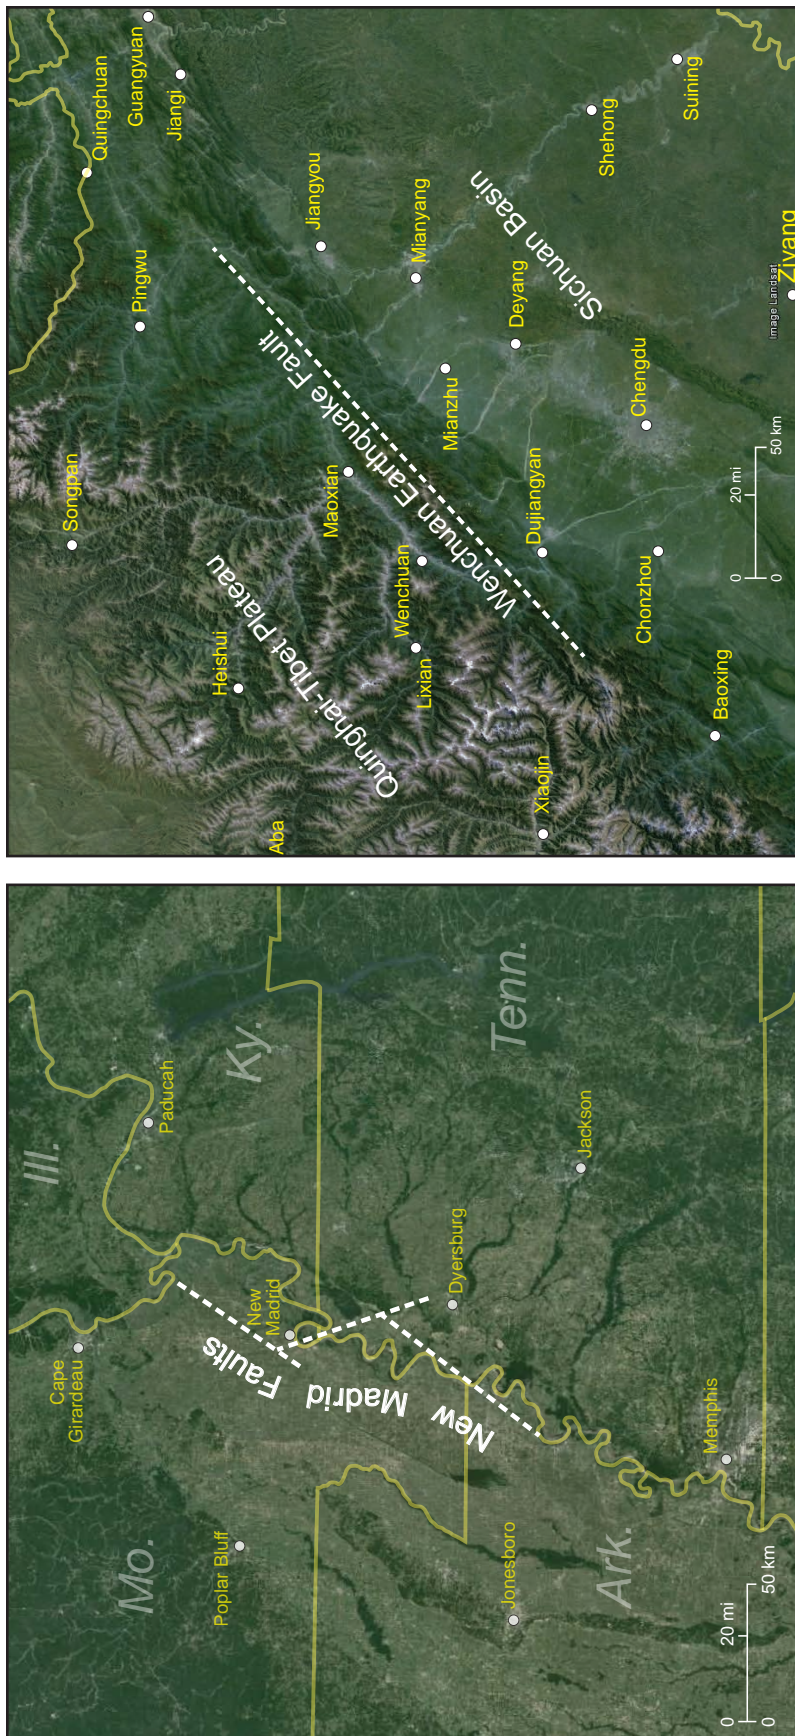 Mo.
Ill.
Ky.
Tenn.
Ark.
Cape
Girardeau
Paducah
Poplar Bluff
New
Madrid
New Madrid Faults
Dyersburg
Jackson
Jonesboro
Memphis
0 20 mi
0 50 km
Songpan
Quingchuan
Guangyuan
Jiangi
Pingwu
Heishui
Aba
Quinghai-Tibet Plateau
Maoxian
Jiangyou
Wenchuan Earthquake Fault
Wenchuan
Lixian
Mianyang
Mianzhu
Sichuan Basin
Deyang
Dujiangyan
Xiaojin
Shehong
Suining
Chengdu
Chonzhou
Baoxing
Image Landsat
Ziyang
0 20 mi
0 50 km